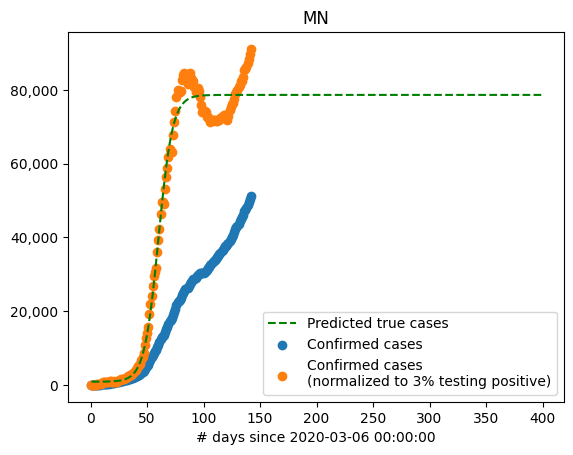 MN
80,000
60,000
40,000
20,000
0
Predicted true cases
Confirmed cases
Confirmed cases
(normalized to 3% testing positive)
0 50 100 150 200 250 300 350 400
# days since 2020-03-06 00:00:00